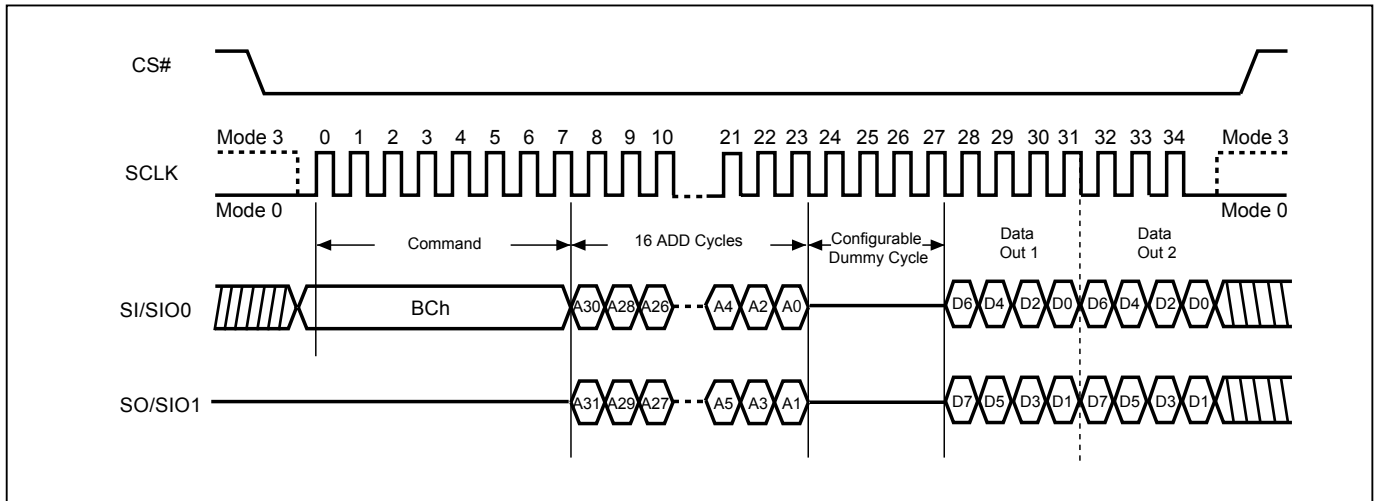 CS#
Mode 3 0 1 2 3 4 5 6 7 8 9 10 21 22 23 24 25 26 27 28 29 30 31 32 33 34 Mode 3
SCLK
Mode 0 Mode 0
Command 16 ADD Cycles Configurable Dummy Cycle Data Out 1 Data Out 2
SI/SIO0 BCh A30 A28 A26 A4 A2 A0 D6 D4 D2 D0 D6 D4 D2 D0
SO/SIO1 A31 A29 A27 A5 A3 A1 D7 D5 D3 D1 D7 D5 D3 D1